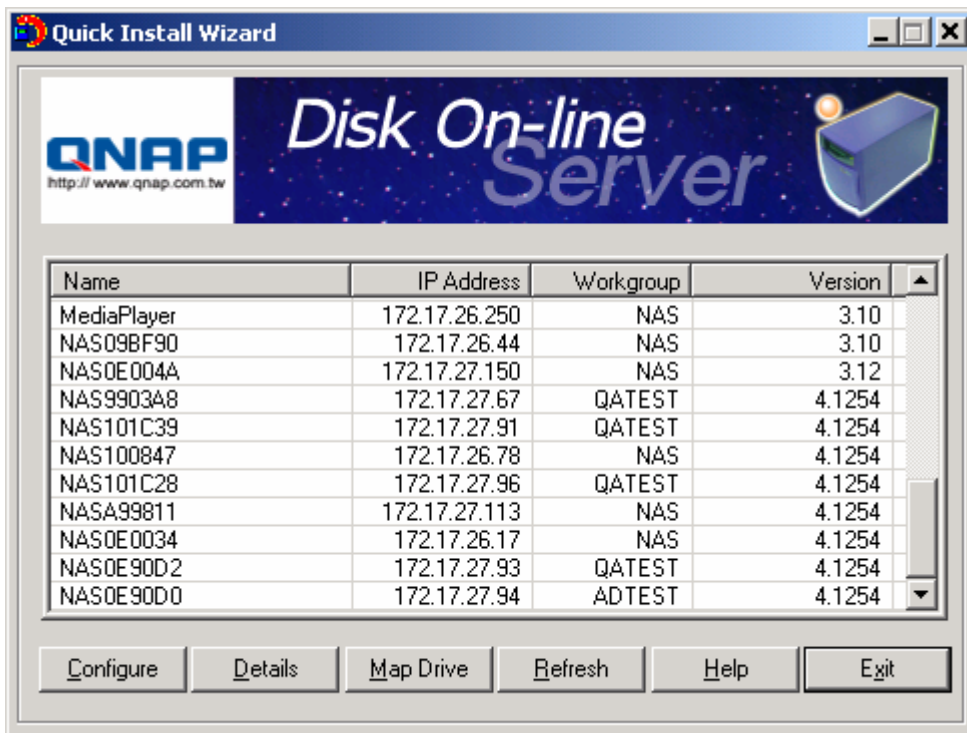 Quick Install Wizard
QNAP
http:// www.qnap.com.tw
Disk On-line
Server
Name IP Address Workgroup Version
MediaPlayer 172.17.26.250 NAS 3.10
NAS09BF90 172.17.26.44 NAS 3.10
NAS0E004A 172.17.27.150 NAS 3.12
NAS9903A8 172.17.27.67 QATEST 4.1254
NAS101C39 172.17.27.91 QATEST 4.1254
NAS100847 172.17.26.78 NAS 4.1254
NAS101C28 172.17.27.96 QATEST 4.1254
NASA99811 172.17.27.113 NAS 4.1254
NAS0E0034 172.17.26.17 NAS 4.1254
NAS0E90D2 172.17.27.93 QATEST 4.1254
NAS0E90D0 172.17.27.94 ADTEST 4.1254
Configure Details Map Drive Refresh Help Exit